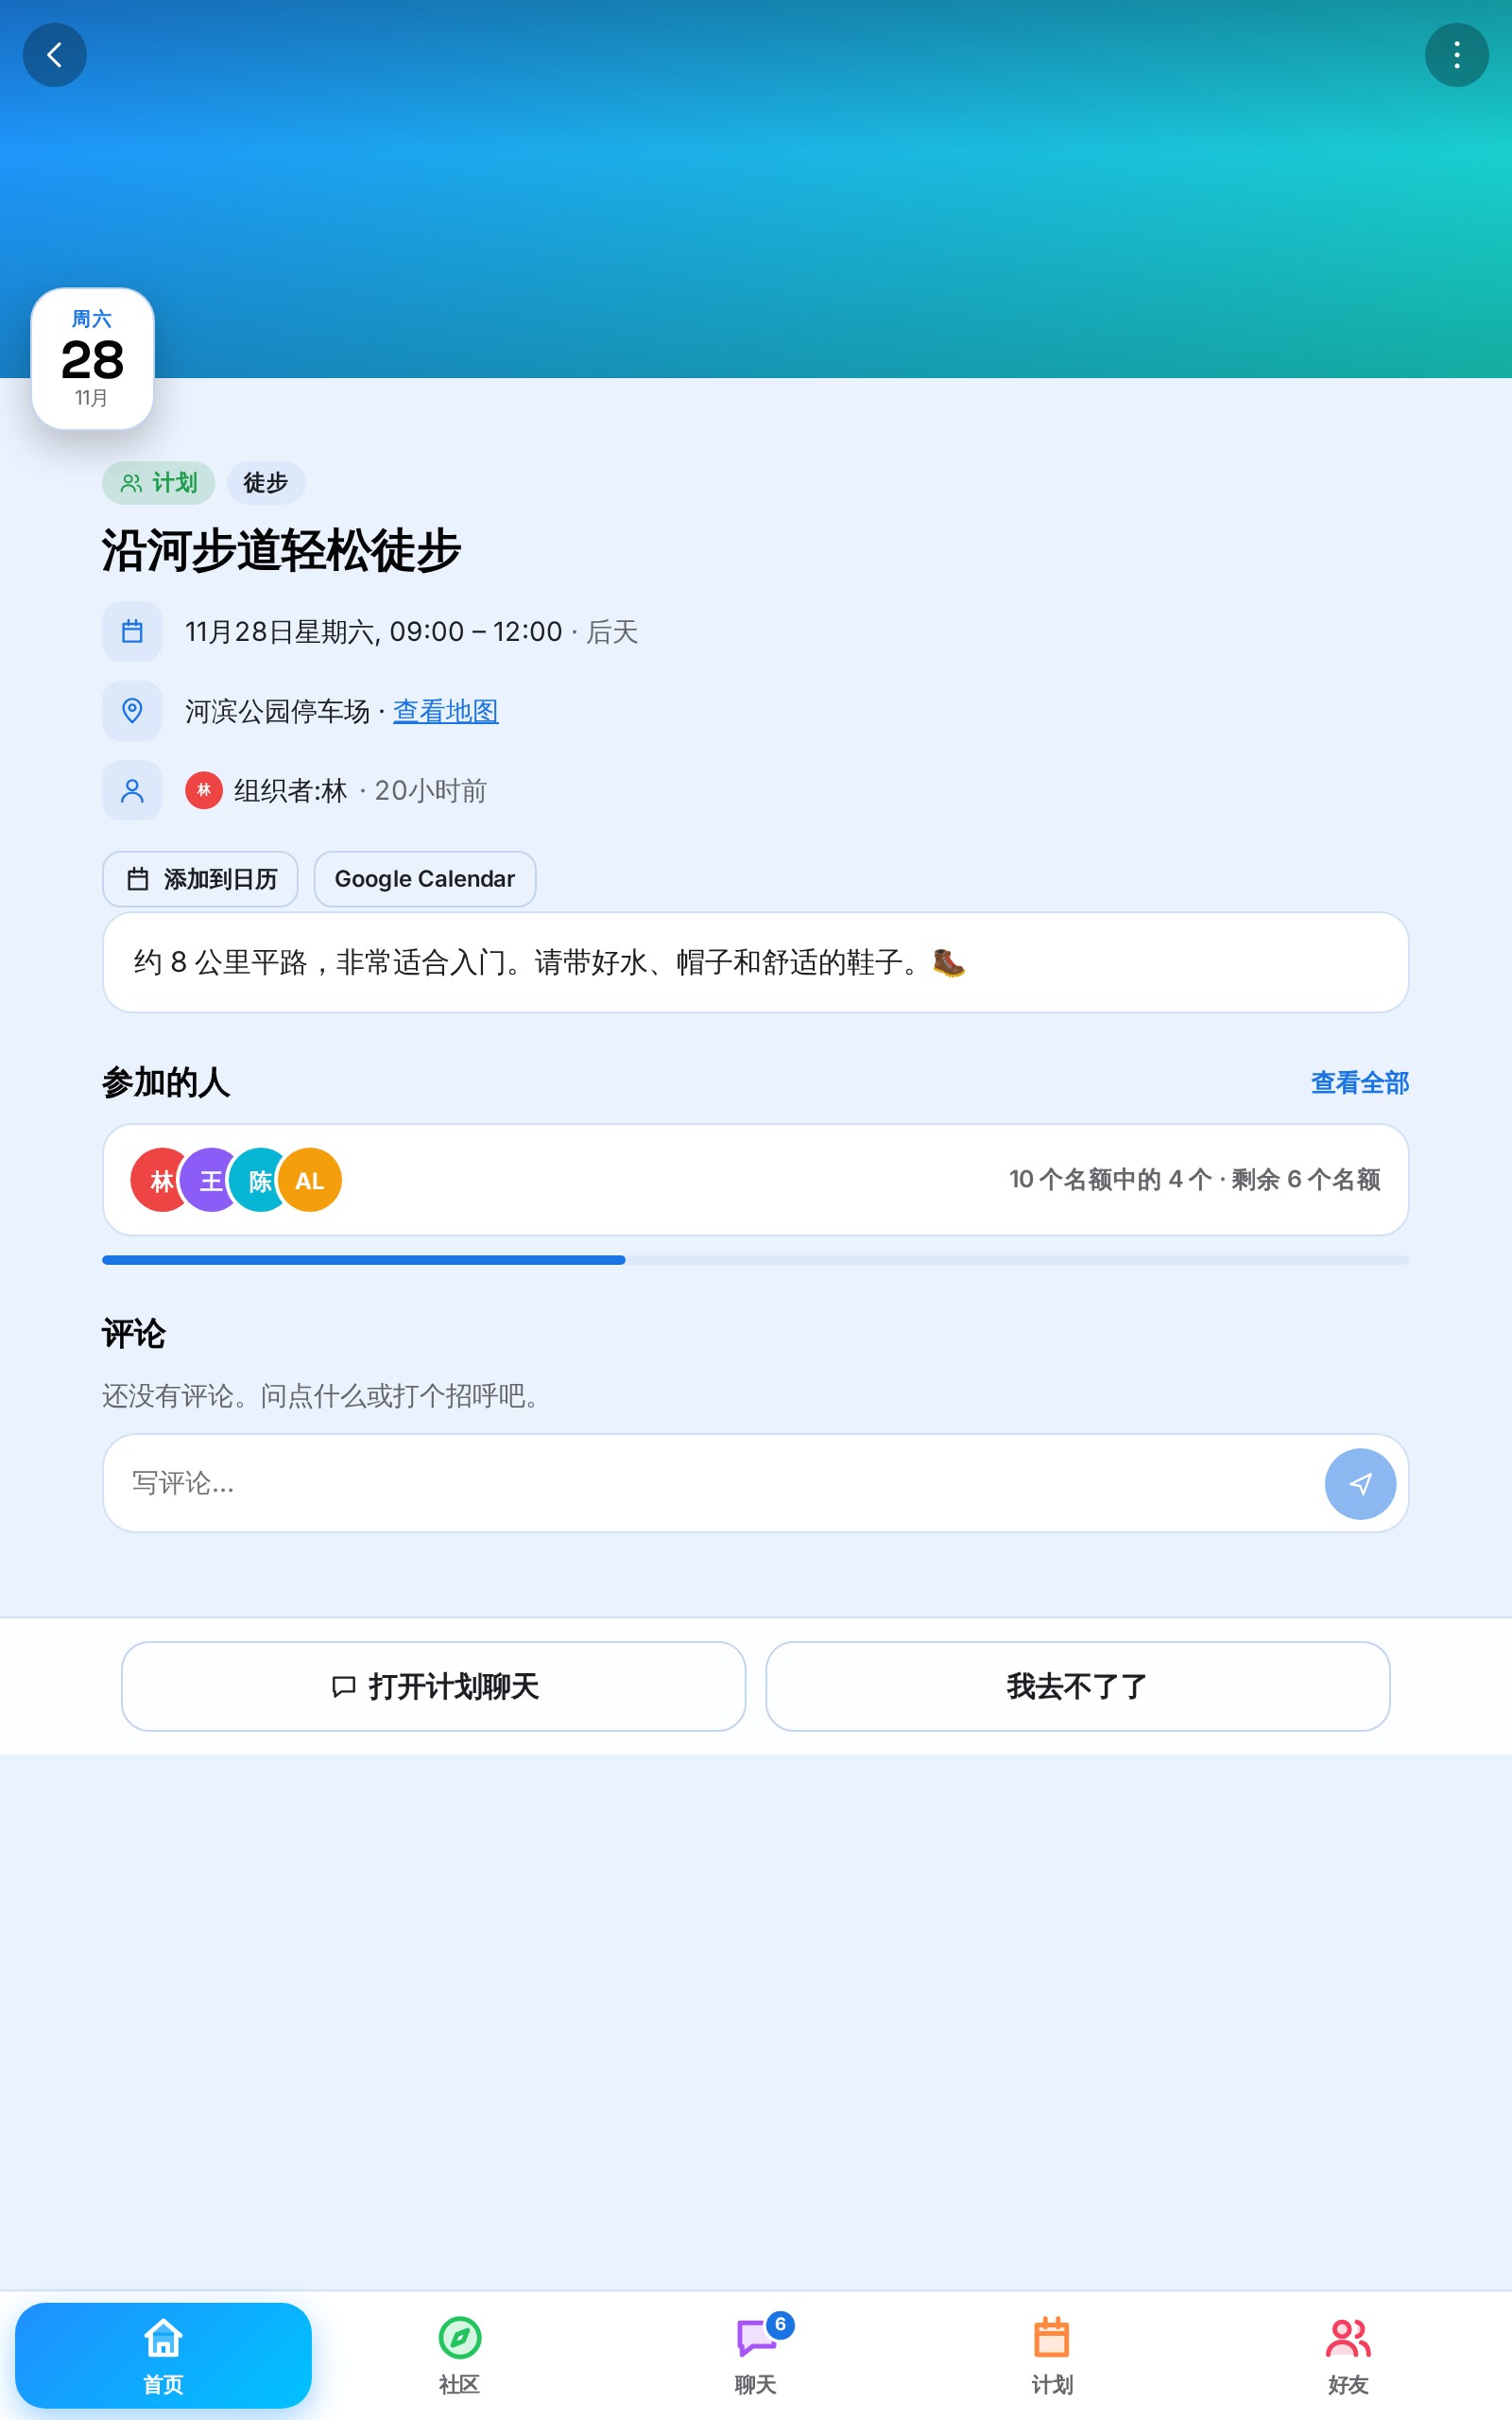 周六
28
11月
计划
徒步
沿河步道轻松徒步
11月28日星期六, 09:00 – 12:00 · 后天
河滨公园停车场 · 查看地图
林 组织者:林 · 20小时前
添加到日历
Google Calendar
约 8 公里平路，非常适合入门。请带好水、帽子和舒适的鞋子。🥾
参加的人
查看全部
林 王 陈 AL
10 个名额中的 4 个 · 剩余 6 个名额
评论
还没有评论。问点什么或打个招呼吧。
写评论...
打开计划聊天
我去不了了
6
首页
社区
聊天
计划
好友